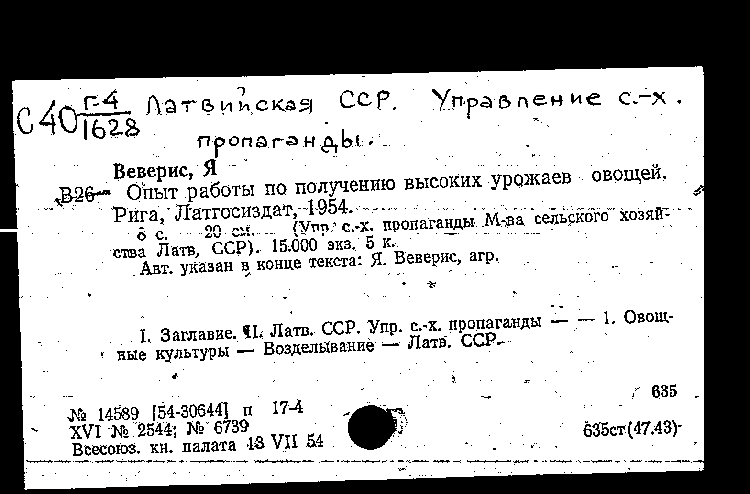 С 40 Г-4 Латвийская ССР. Управление с.-х.
1628
пропаганды.
Веверис, Я
В26 Опыт работы по получению высоких урожаев овощей.
Рига, Латгосиздат, 1954.
8 с. 20 см. (Упр. с.-х. пропаганды М-ва сельского хозяй-
ства Латв, ССР). 15.000 экз. 5 к.
Авт. указан в конце текста: Я. Веверис, агр.
I. Заглавие. II. Латв. ССР. Упр. с.-х. пропаганды — — 1. Овощ-
ные культуры — Возделывание — Латв. ССР.
635
№ 14589 [54-30644] п 17-4
XVI № 2544; № 6739
635ст(47.43)
Всесоюз. кн. палата 18 VII 54